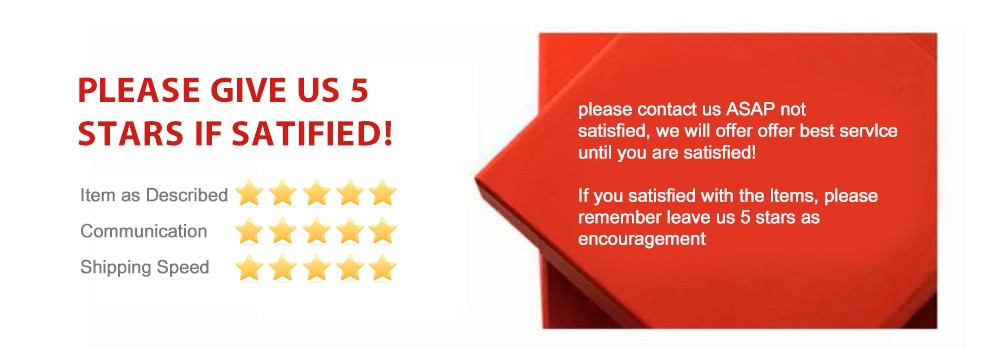 PLEASE GIVE US 5
STARS IF SATIFIED!
Item as Described
Communication
Shipping Speed
please contact us ASAP not
satisfied, we will offer offer best servIce
until you are satisfied!
If you satisfied with the Items, please
remember leave us 5 stars as
encouragement